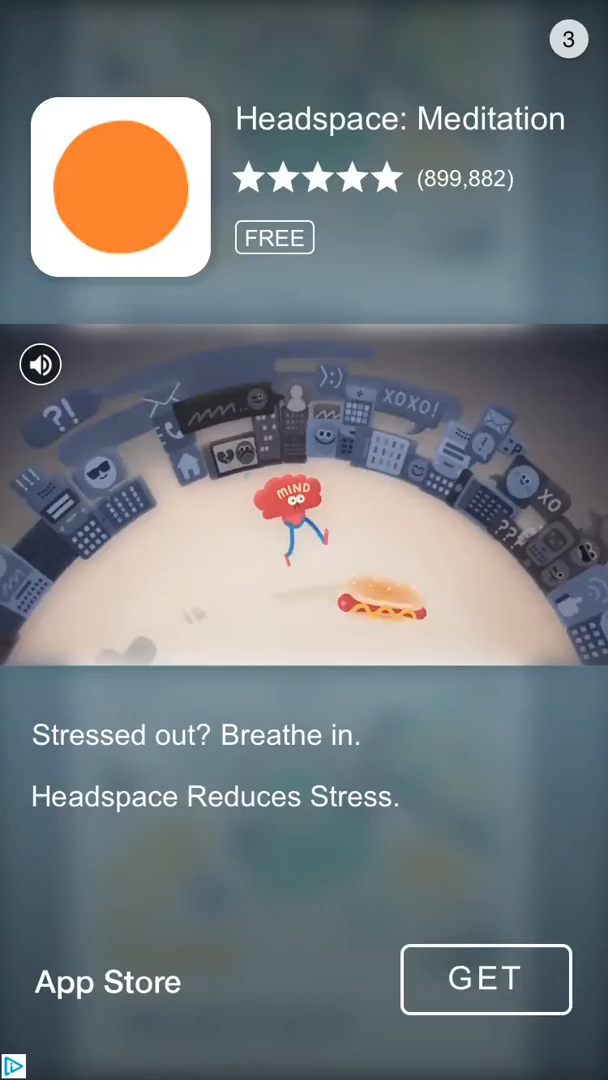 3
Headspace: Meditation
(899,882)
FREE
?!
):)
XOXO!
!!!
MIND
XO
???
Stressed out? Breathe in.
Headspace Reduces Stress.
App Store
GET